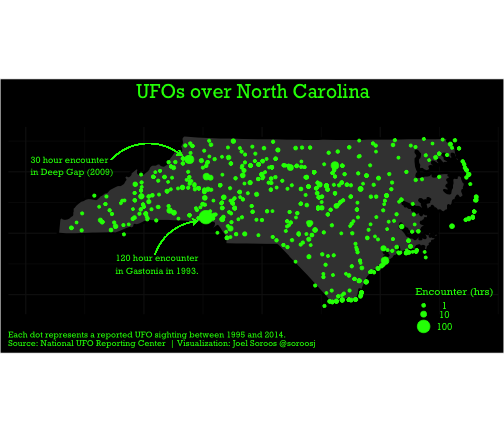 UFOs over North Carolina
30 hour encounter
in Deep Gap (2009)
120 hour encounter
in Gastonia in 1993.
Encounter (hrs)
1
10
100
Each dot represents a reported UFO sighting between 1995 and 2014.
Source: National UFO Reporting Center | Visualization: Joel Soroos @soroosj